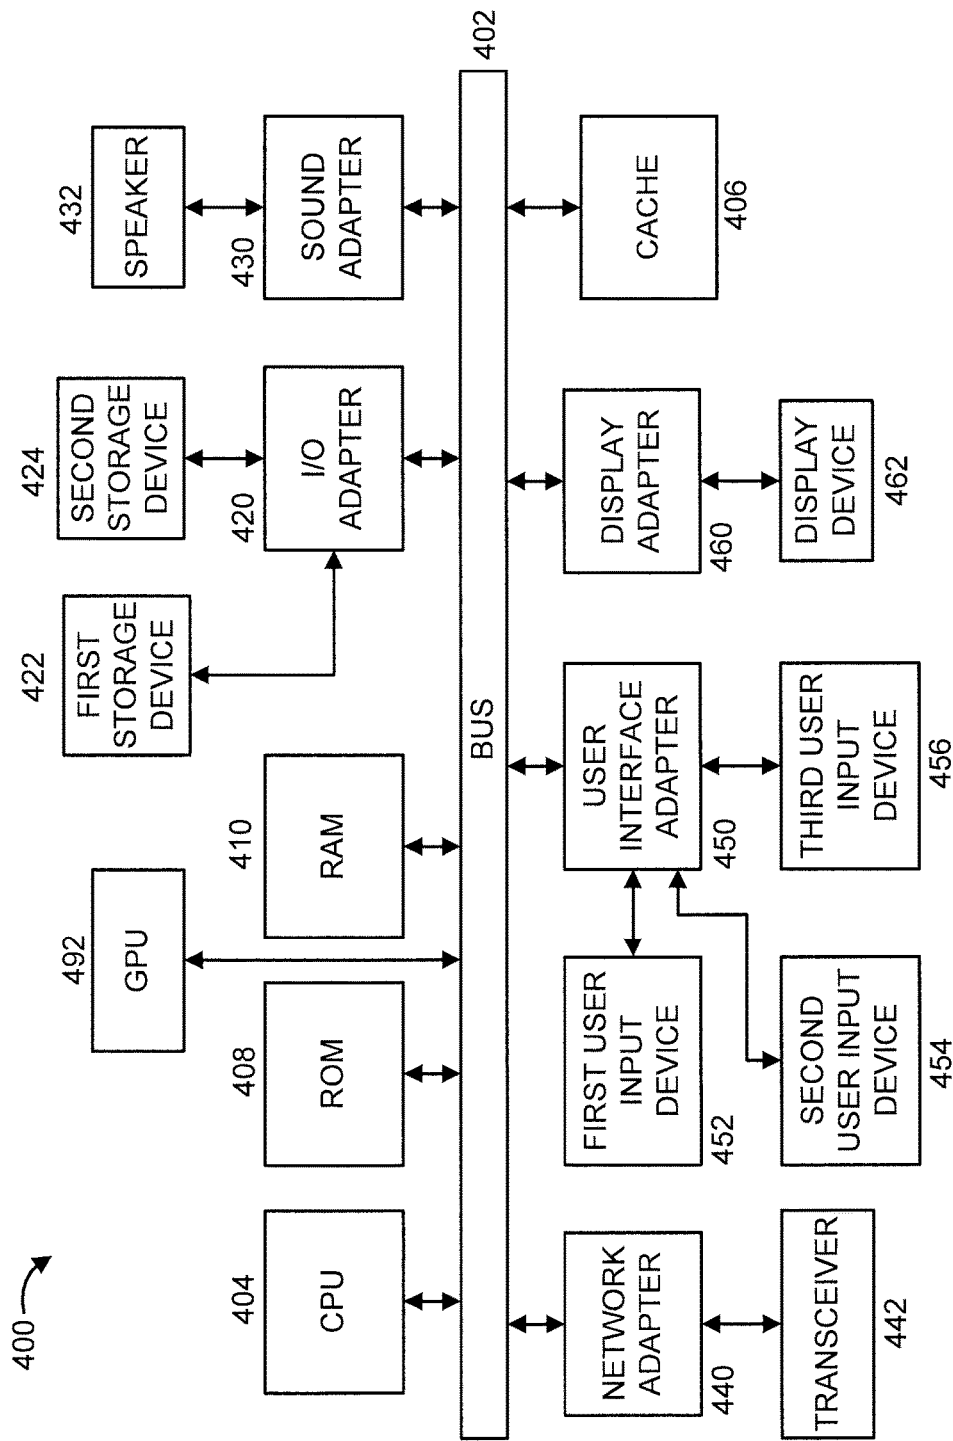 400
404
CPU
408
ROM
492
GPU
410
RAM
422
FIRST
STORAGE
DEVICE
424
SECOND
STORAGE
DEVICE
420
I/O
ADAPTER
432
SPEAKER
430
SOUND
ADAPTER
BUS
402
NETWORK
ADAPTER
440
TRANSCEIVER
442
FIRST USER
INPUT
DEVICE
452
SECOND
USER INPUT
DEVICE
454
USER
INTERFACE
ADAPTER
450
THIRD USER
INPUT
DEVICE
456
DISPLAY
ADAPTER
460
DISPLAY
DEVICE
462
CACHE
406